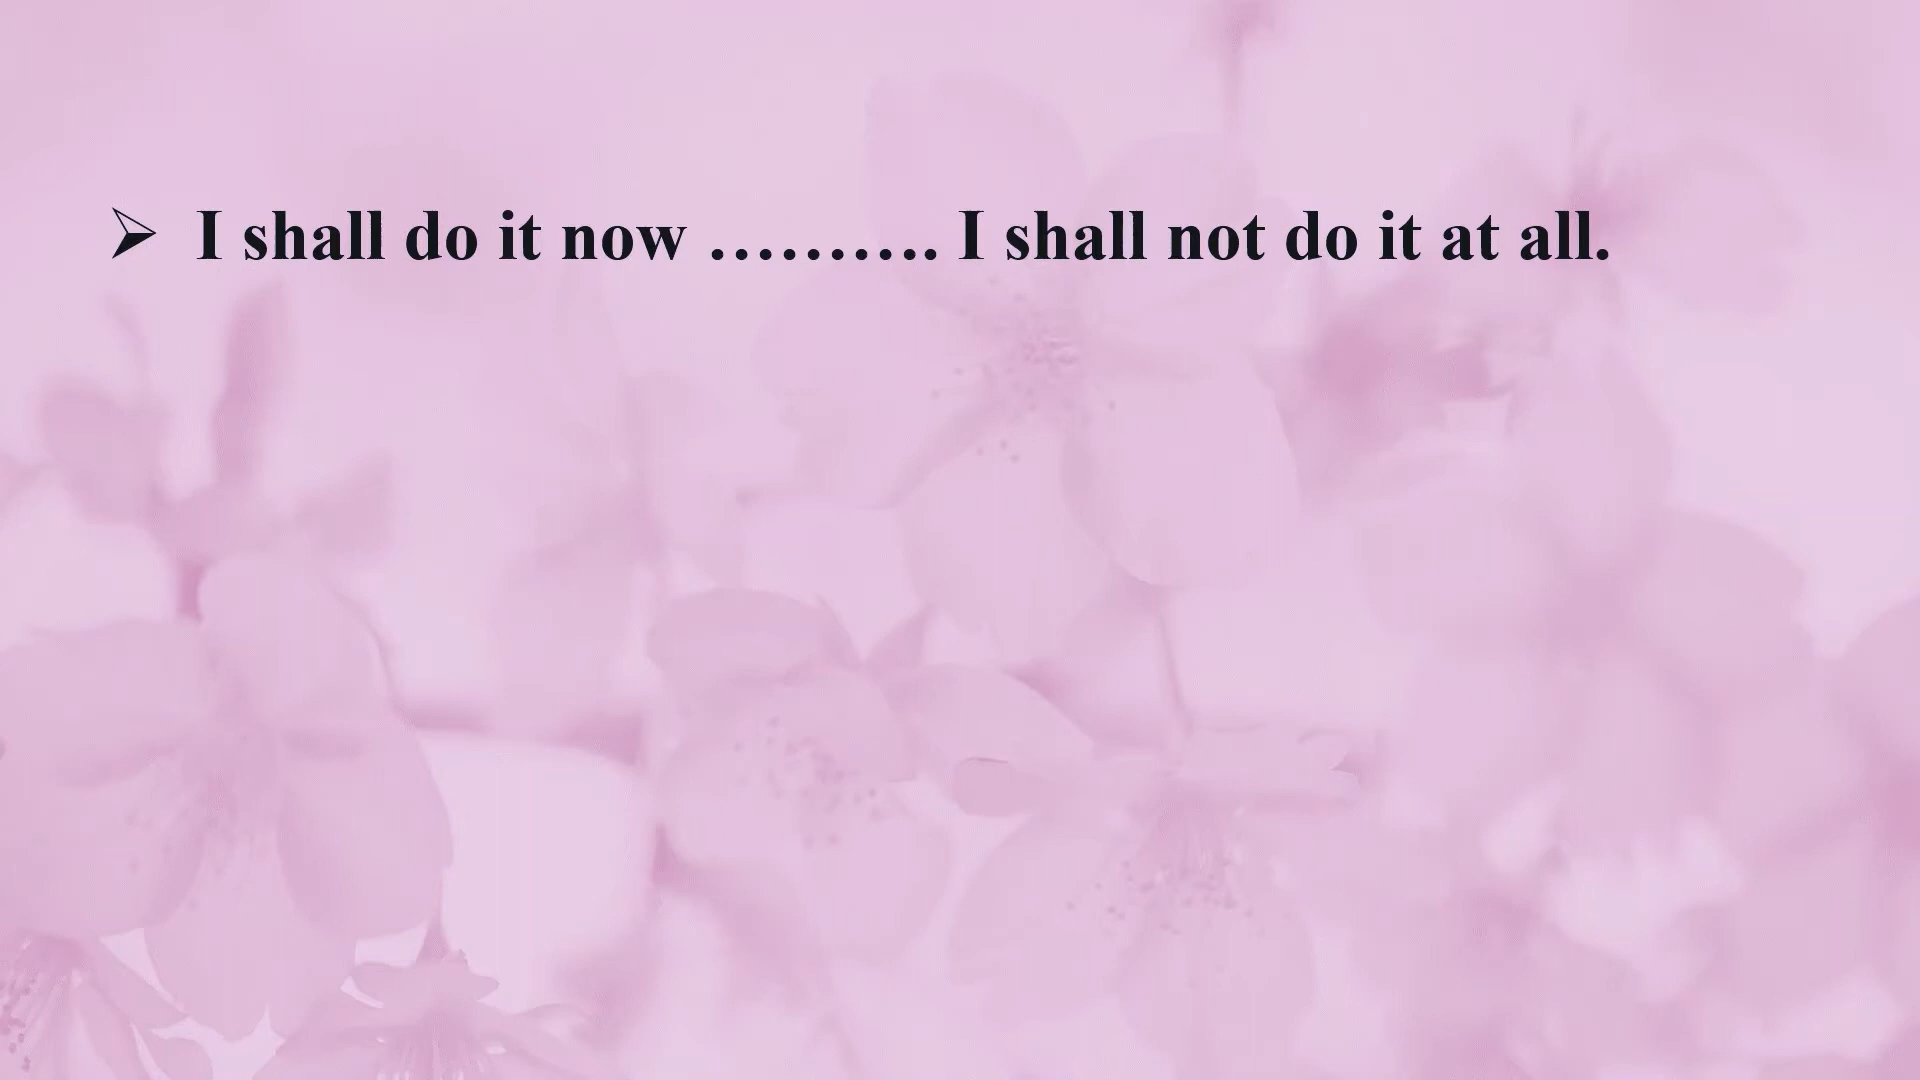 ➢ I shall do it now ………. I shall not do it at all.